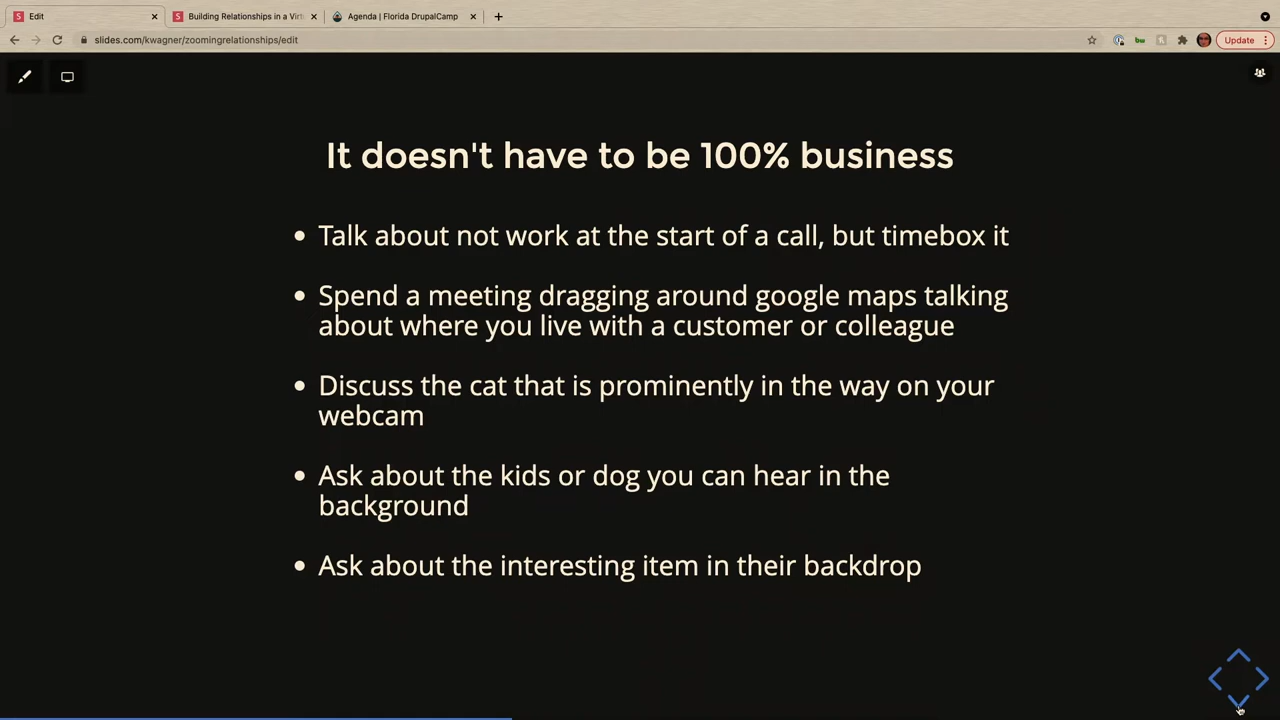 Edit
Building Relationships in a Virtu
Agenda | Florida DrupalCamp
slides.com/kwagner/zoomingrelationships/edit
bw
Update
It doesn't have to be 100% business
Talk about not work at the start of a call, but timebox it
Spend a meeting dragging around google maps talking
about where you live with a customer or colleague
Discuss the cat that is prominently in the way on your
webcam
Ask about the kids or dog you can hear in the
background
Ask about the interesting item in their backdrop